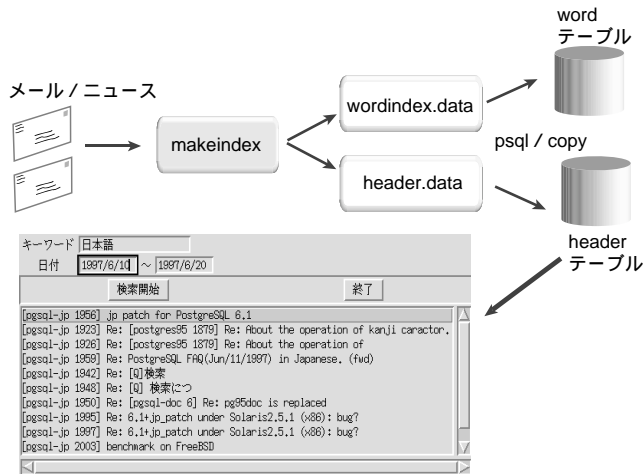 word
テーブル
メール / ニュース
wordindex.data
makeindex
psql / copy
header.data
header
テーブル
キーワード 日本語
日付 1997/6/10 ~ 1997/6/20
検索開始 終了
[pgsql-jp 1956] jp patch for PostgreSQL 6.1
[pgsql-jp 1923] Re: [postgres95 1879] Re: About the operation of kanji caractor.
[pgsql-jp 1926] Re: [postgres95 1879] Re: About the operation of
[pgsql-jp 1959] Re: PostgreSQL FAQ(Jun/11/1997) in Japanese. (fwd)
[pgsql-jp 1942] Re: [Q]検索
[pgsql-jp 1948] Re: [Q] 検索につ
[pgsql-jp 1950] Re: [pgsql-doc 6] Re: pg95doc is replaced
[pgsql-jp 1995] Re: 6.1+jp_patch under Solaris2.5.1 (x86): bug?
[pgsql-jp 1997] Re: 6.1+jp_patch under Solaris2.5.1 (x86): bug?
[pgsql-jp 2003] benchmark on FreeBSD